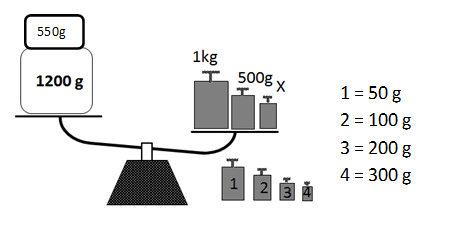 550g
1200 g
1kg
500g
X
1
2
3
4
1 = 50 g
2 = 100 g
3 = 200 g
4 = 300 g